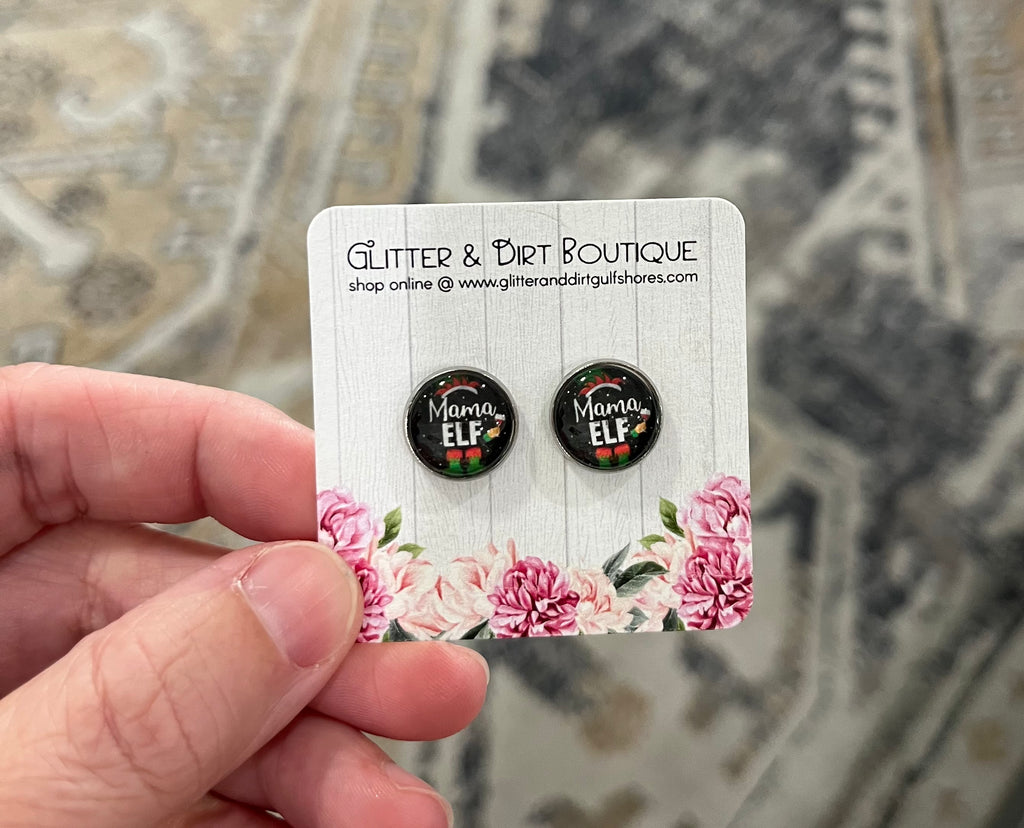 Glitter & Dirt Boutique
shop online @ www.glitteranddirtgulfshores.com
Mama
ELF
Mama
ELF